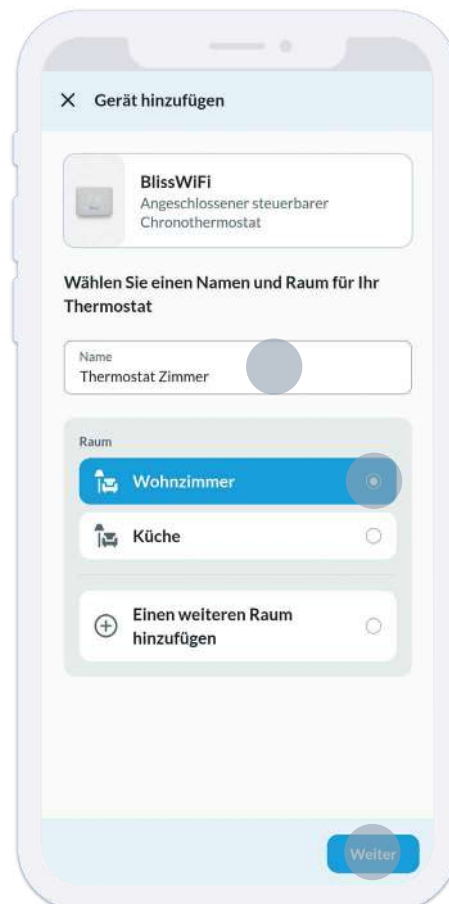 Gerät hinzufügen
BlissWiFi
Angeschlossener steuerbarer
Chronothermostat
Wählen Sie einen Namen und Raum für Ihr
Thermostat
Name
Thermostat Zimmer
Raum
Wohnzimmer
Küche
Einen weiteren Raum
hinzufügen
Weiter